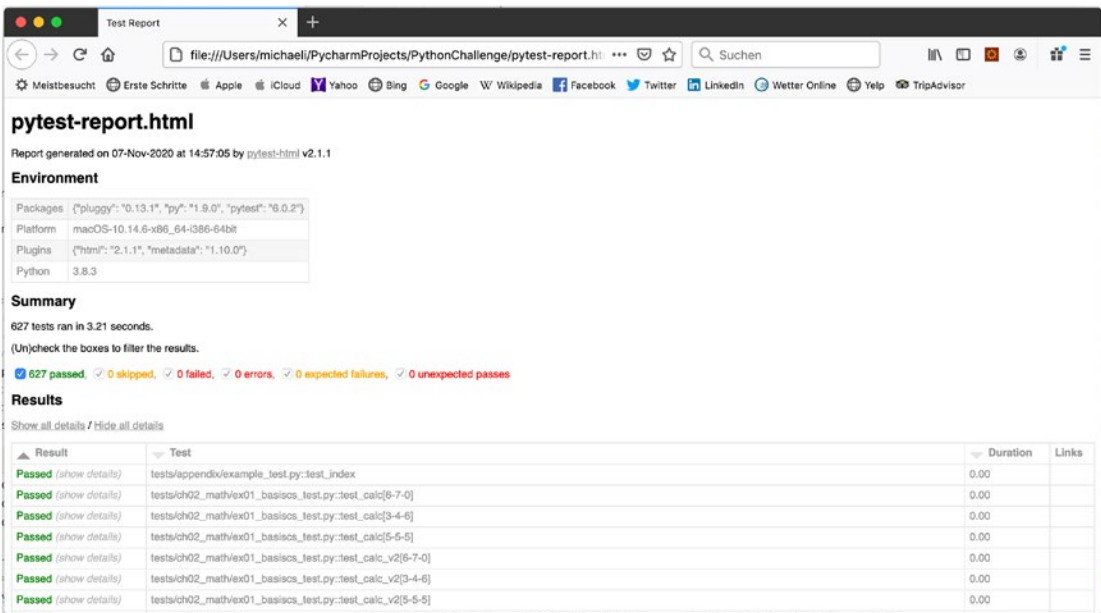 Test Report
file:///Users/michaeli/PycharmProjects/PythonChallenge/pytest-report.ht
Suchen
Meistbesucht Erste Schritte Apple iCloud Yahoo Bing Google Wikipedia Facebook Twitter LinkedIn Wetter Online Yelp TripAdvisor
pytest-report.html
Report generated on 07-Nov-2020 at 14:57:05 by pytest-html v2.1.1
Environment
Packages {"pluggy": "0.13.1", "py": "1.9.0", "pytest": "6.0.2"}
Platform macOS-10.14.6-x86_64-i386-64bit
Plugins {"html": "2.1.1", "metadata": "1.10.0"}
Python 3.8.3
Summary
627 tests ran in 3.21 seconds.
(Un)check the boxes to filter the results.
627 passed, 0 skipped, 0 failed, 0 errors, 0 expected failures, 0 unexpected passes
Results
Show all details / Hide all details
Result Test Duration Links
Passed (show details) tests/appendix/example_test.py::test_index 0.00
Passed (show details) tests/ch02_math/ex01_basiscs_test.py::test_calc[6-7-0] 0.00
Passed (show details) tests/ch02_math/ex01_basiscs_test.py::test_calc[3-4-6] 0.00
Passed (show details) tests/ch02_math/ex01_basiscs_test.py::test_calc[5-5-5] 0.00
Passed (show details) tests/ch02_math/ex01_basiscs_test.py::test_calc_v2[6-7-0] 0.00
Passed (show details) tests/ch02_math/ex01_basiscs_test.py::test_calc_v2[3-4-6] 0.00
Passed (show details) tests/ch02_math/ex01_basiscs_test.py::test_calc_v2[5-5-5] 0.00